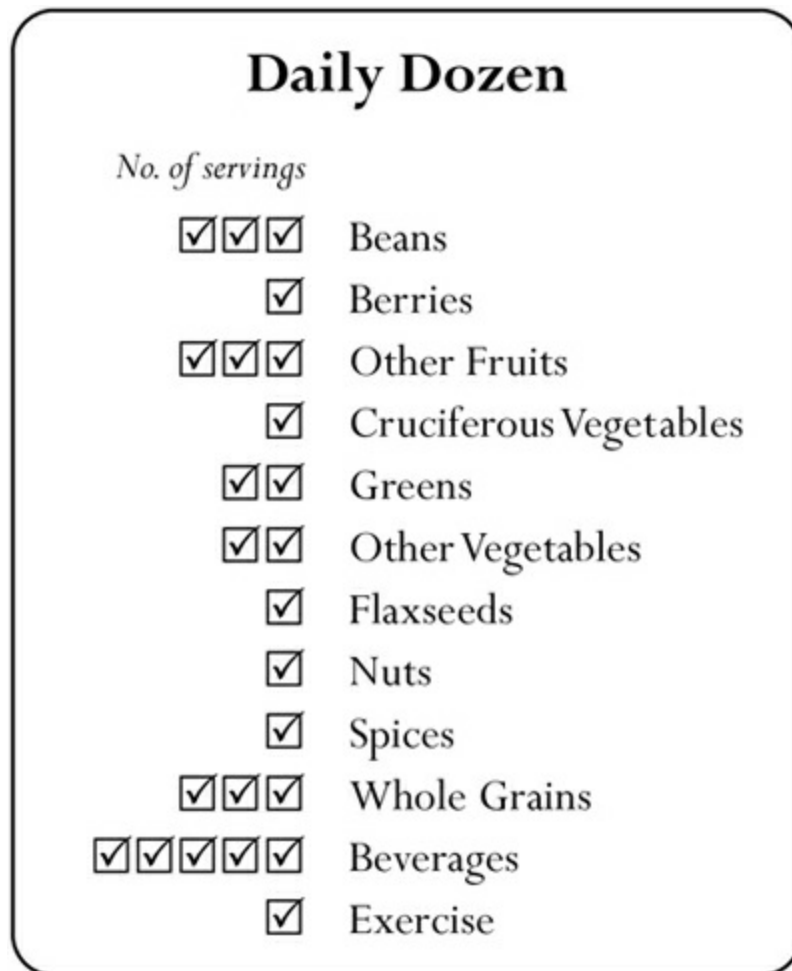 Daily Dozen
No. of servings
☑☑☑ Beans
☑ Berries
☑☑☑ Other Fruits
☑ Cruciferous Vegetables
☑☑ Greens
☑☑ Other Vegetables
☑ Flaxseeds
☑ Nuts
☑ Spices
☑☑☑ Whole Grains
☑☑☑☑☑ Beverages
☑ Exercise